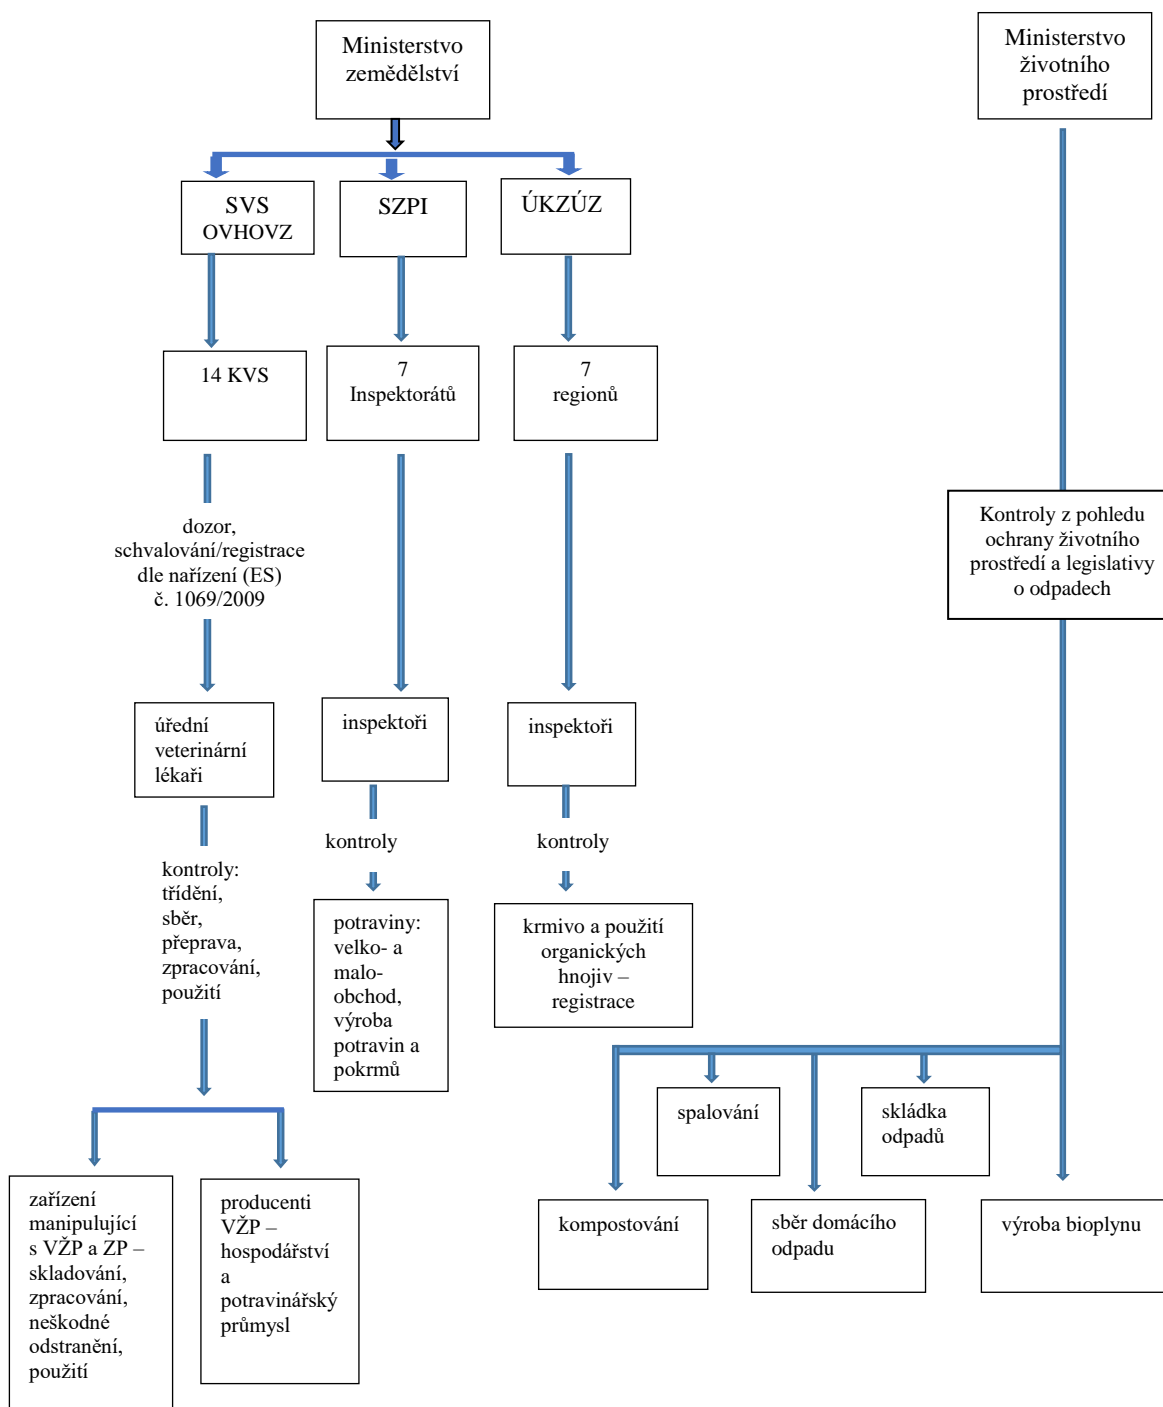 Ministerstvo
zemědělství
Ministerstvo
životního
prostředí
SVS
OVHOVZ
SZPI
ÚKZÚZ
14 KVS
7
Inspektorátů
7
regionů
dozor,
schvalování/registrace
dle nařízení (ES)
č. 1069/2009
Kontroly z pohledu
ochrany životního
prostředí a legislativy
o odpadech
úřední
veterinární
lékaři
inspektoři
inspektoři
kontroly:
třídění,
sběr,
přeprava,
zpracování,
použití
kontroly
kontroly
potraviny:
velko- a
malo-
obchod,
výroba
potravin a
pokrmů
krmivo a použití
organických
hnojiv –
registrace
spalování
skládka
odpadů
zařízení
manipulující
s VŽP a ZP –
skladování,
zpracování,
neškodné
odstranění,
použití
producenti
VŽP –
hospodářství
a
potravinářský
průmysl
kompostování
sběr domácího
odpadu
výroba bioplynu